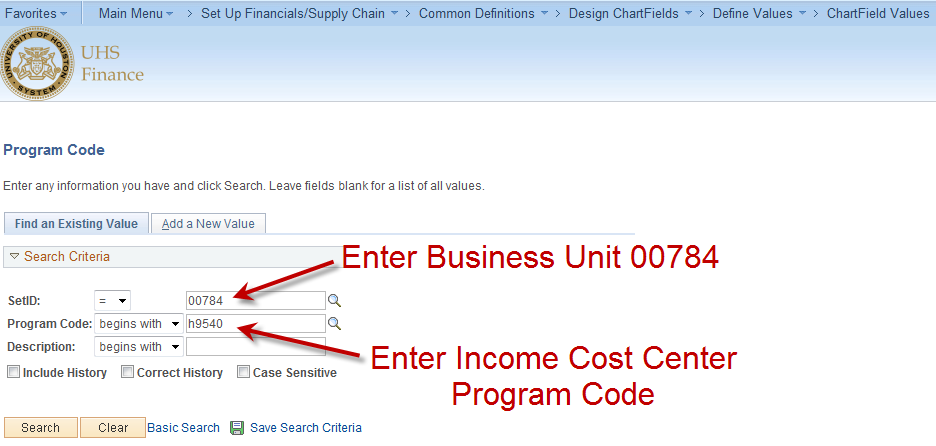 Favorites Main Menu > Set Up Financials/Supply Chain > Common Definitions > Design ChartFields > Define Values > ChartField Values
UNIVERSITY OF HOUSTON SYSTEM
UHS
Finance
Program Code
Enter any information you have and click Search. Leave fields blank for a list of all values.
Find an Existing Value Add a New Value
Search Criteria
Enter Business Unit 00784
SetID: = 00784
Program Code: begins with h9540
Description: begins with
Enter Income Cost Center
Program Code
Include History Correct History Case Sensitive
Search Clear Basic Search Save Search Criteria